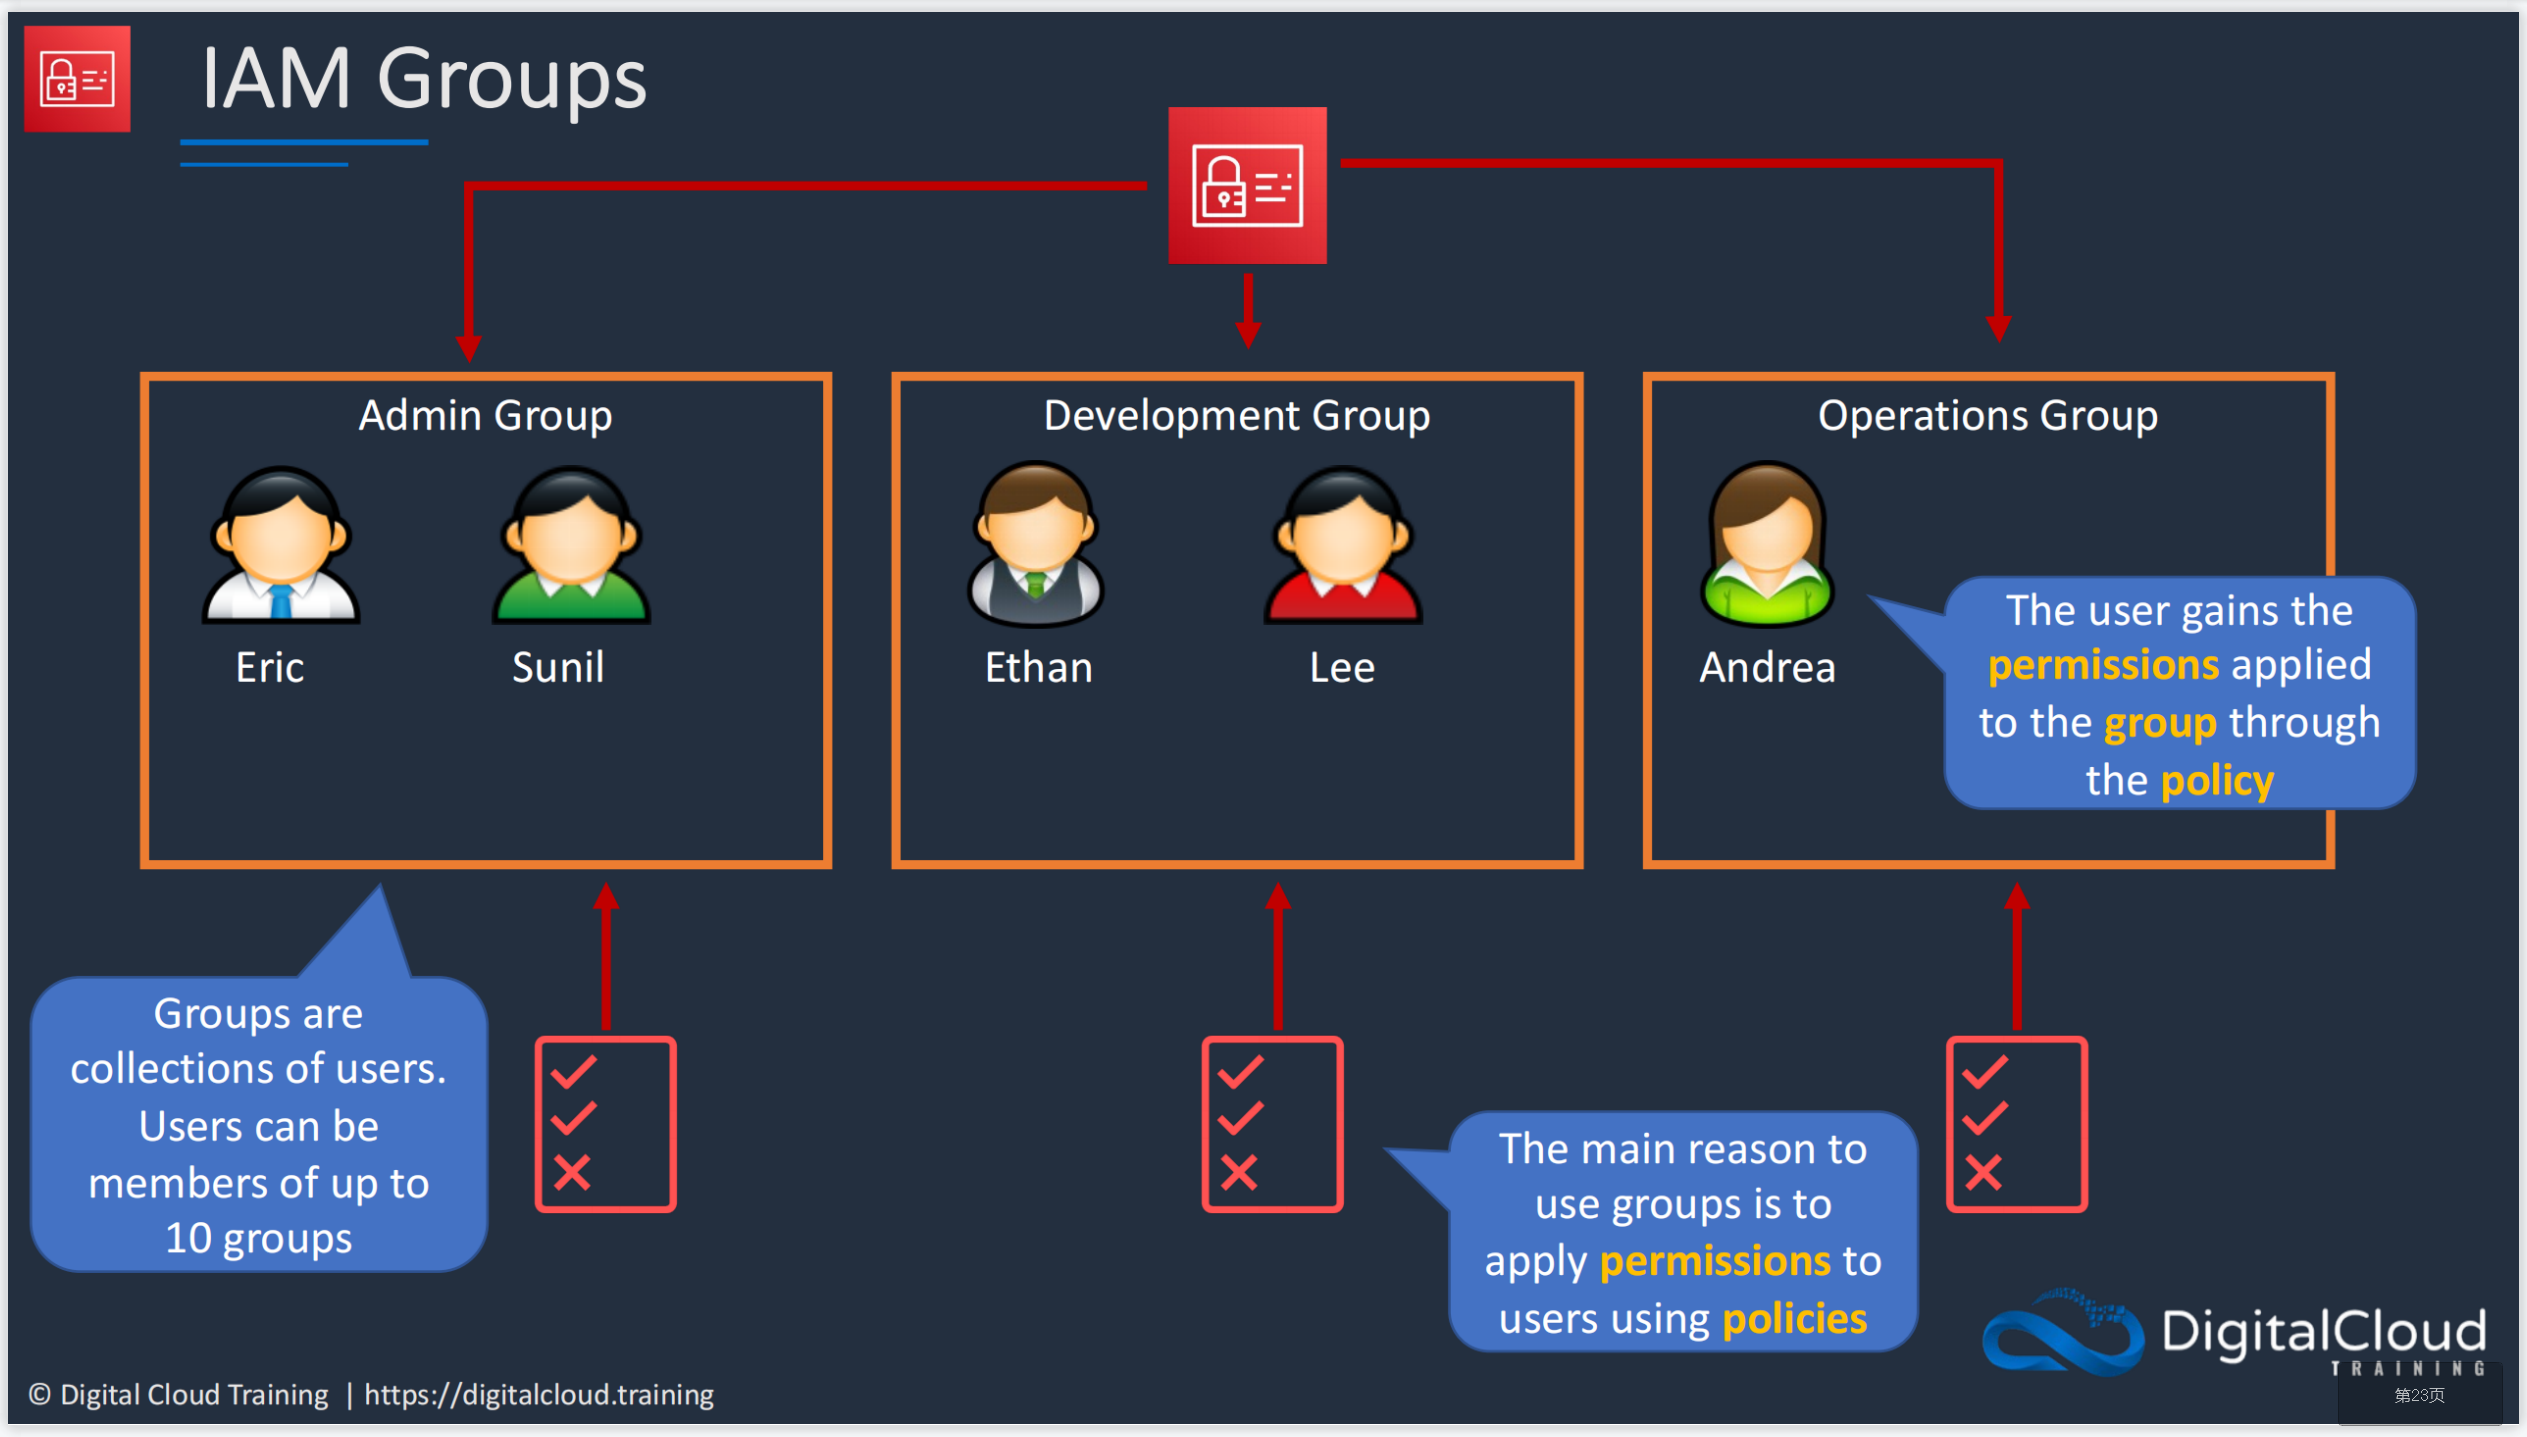 IAM Groups
Admin Group
Eric
Sunil
Development Group
Ethan
Lee
Operations Group
Andrea
The user gains the
permissions applied
to the group through
the policy
Groups are
collections of users.
Users can be
members of up to
10 groups
The main reason to
use groups is to
apply permissions to
users using policies
© Digital Cloud Training | https://digitalcloud.training
DigitalCloud
TRAINING
第23页